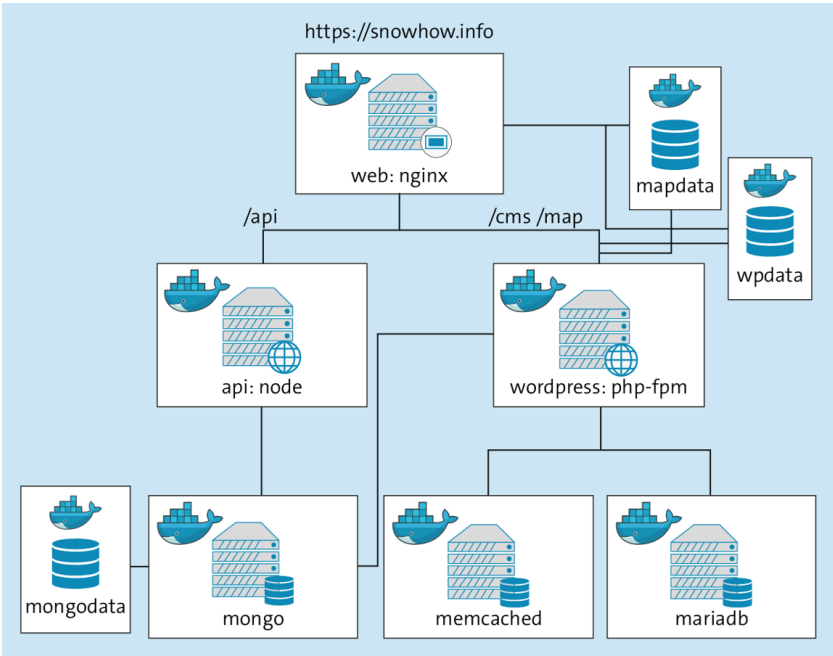 https://snowhow.info
web: nginx
mapdata
wpdata
/api
/cms /map
api: node
wordpress: php-fpm
mongodata
mongo
memcached
mariadb